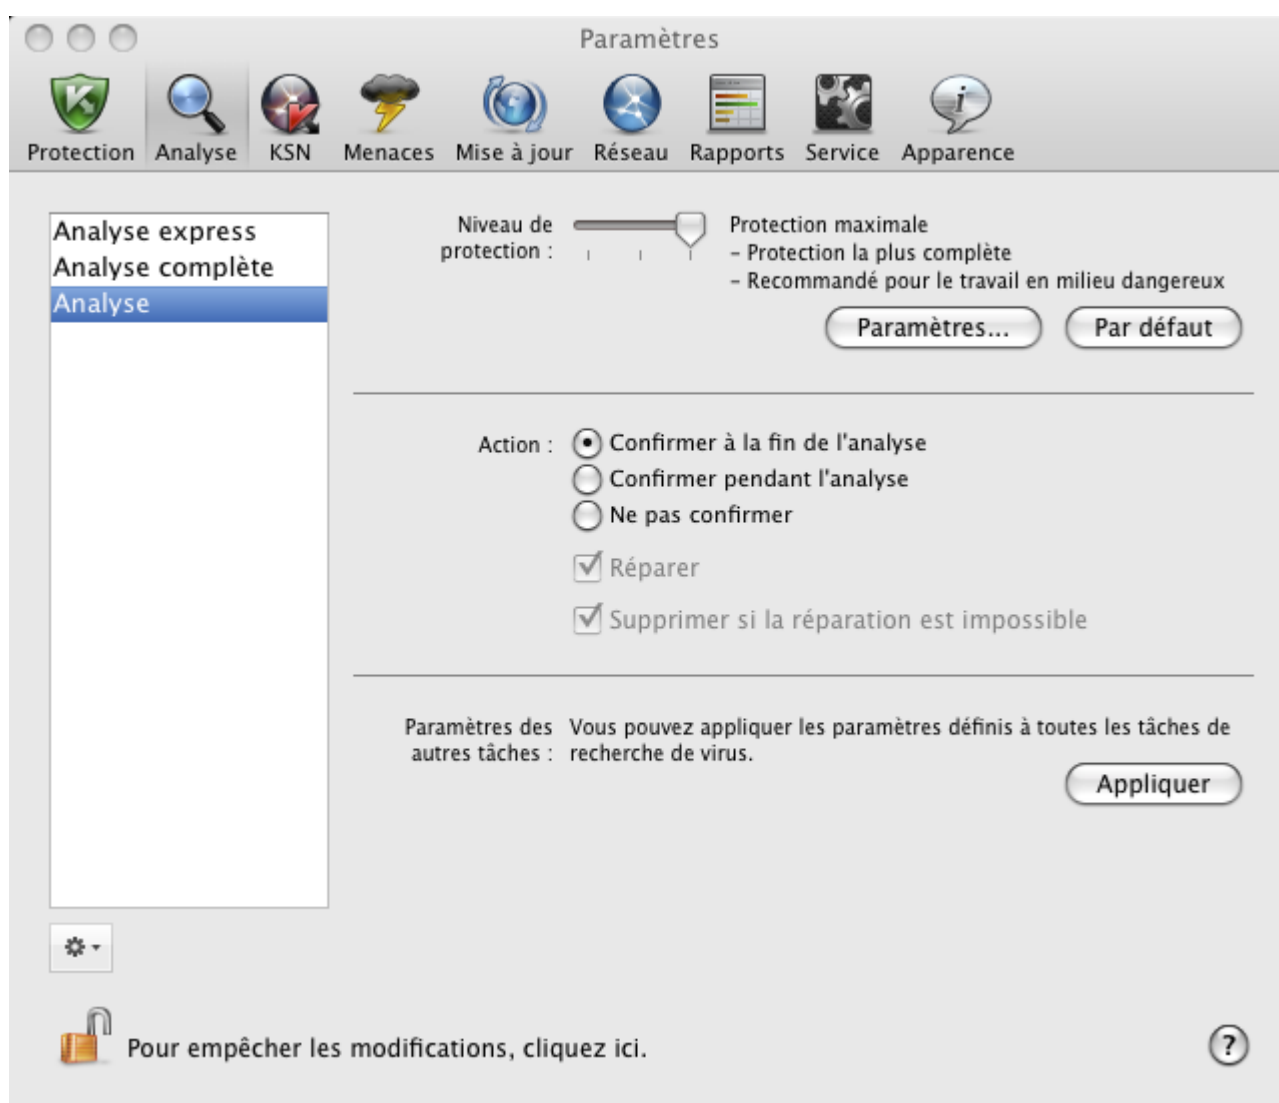 Paramètres
Protection Analyse KSN Menaces Mise à jour Réseau Rapports Service Apparence
Analyse express
Analyse complète
Analyse
Niveau de
protection :
Protection maximale
– Protection la plus complète
– Recommandé pour le travail en milieu dangereux
Paramètres... Par défaut
Action :
Confirmer à la fin de l'analyse
Confirmer pendant l'analyse
Ne pas confirmer
Réparer
Supprimer si la réparation est impossible
Paramètres des
autres tâches :
Vous pouvez appliquer les paramètres définis à toutes les tâches de
recherche de virus.
Appliquer
Pour empêcher les modifications, cliquez ici.
?